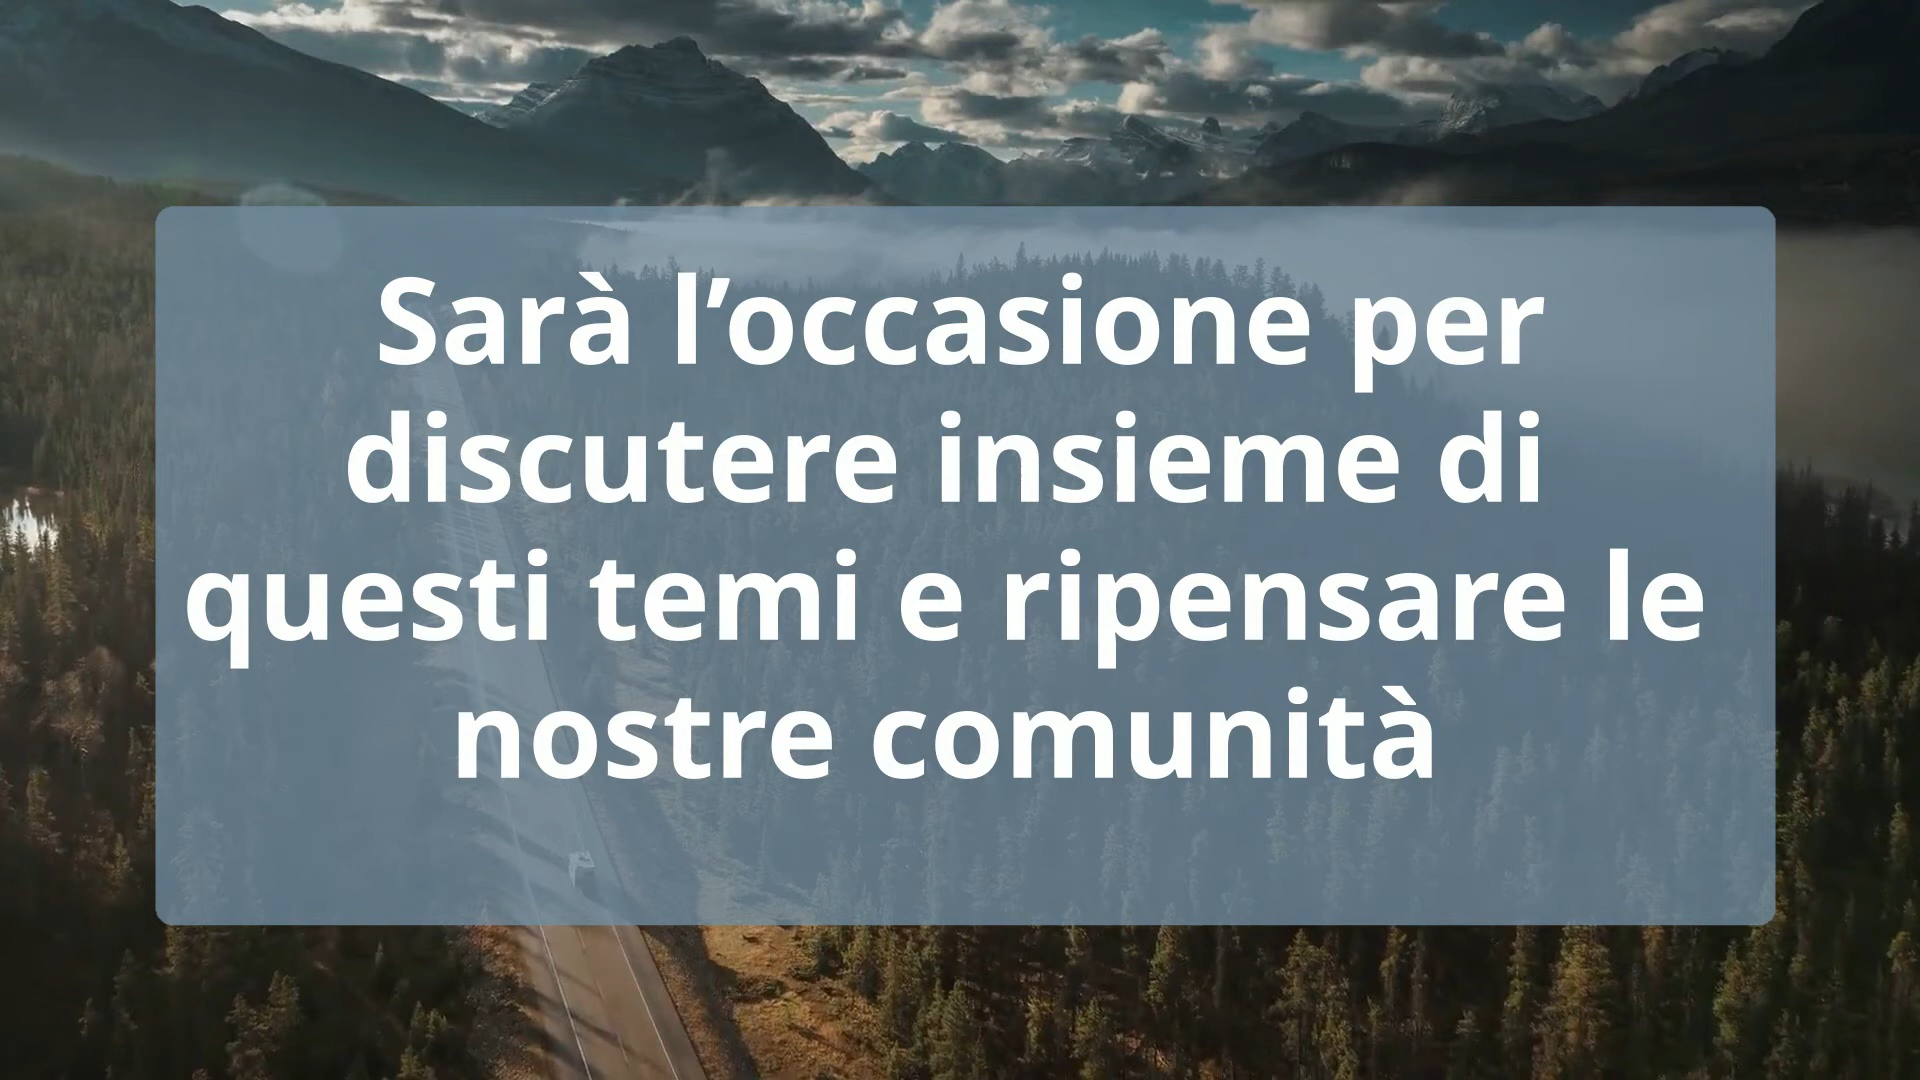 Sarà l’occasione per
discutere insieme di
questi temi e ripensare le
nostre comunità